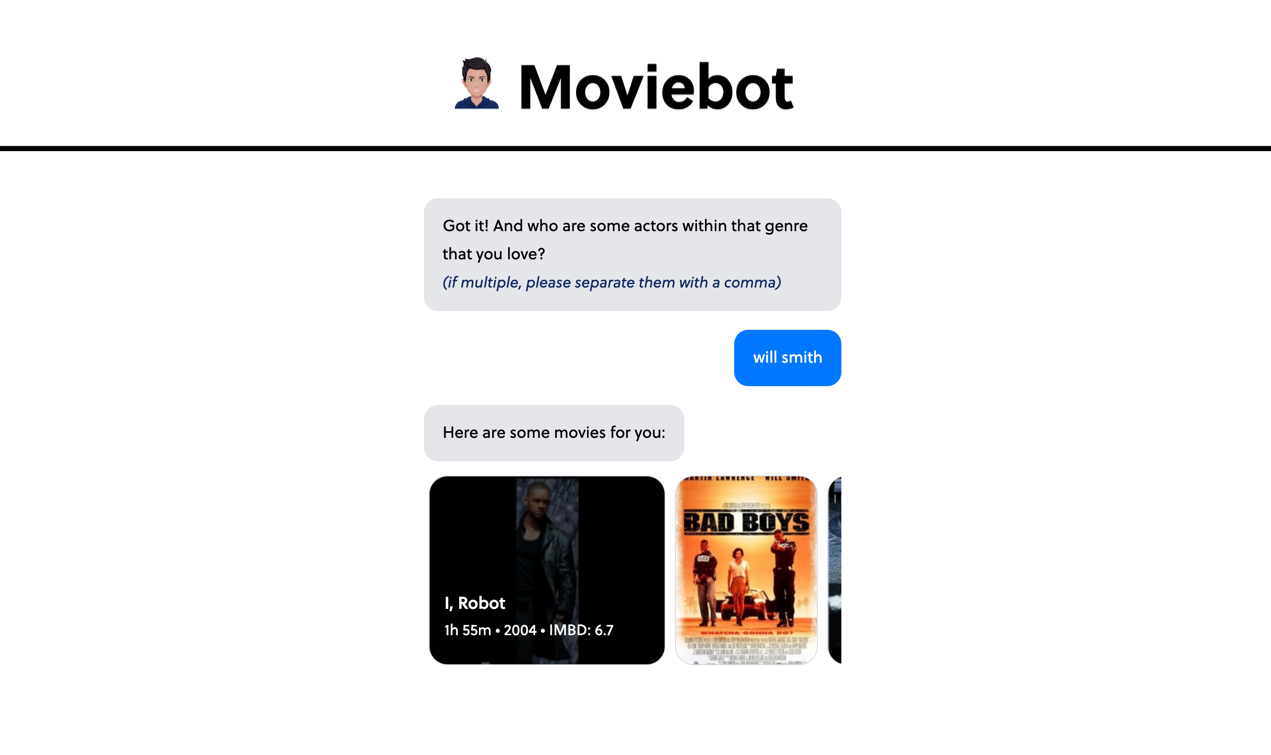 Moviebot
Got it! And who are some actors within that genre
that you love?
(if multiple, please separate them with a comma)
will smith
Here are some movies for you:
I, Robot
1h 55m • 2004 • IMBD: 6.7
MARTIN LAWRENCE WILL SMITH
BAD BOYS
WHATCHA GONNA DO?